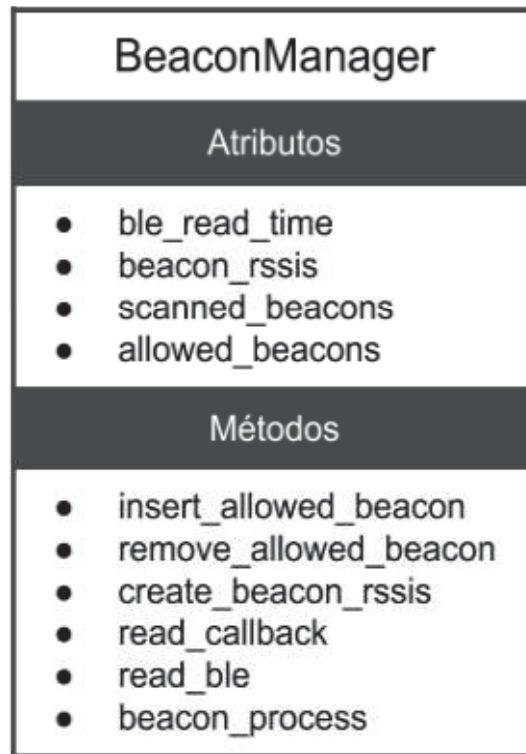 BeaconManager
Atributos
● ble_read_time
● beacon_rssis
● scanned_beacons
● allowed_beacons
Métodos
● insert_allowed_beacon
● remove_allowed_beacon
● create_beacon_rssis
● read_callback
● read_ble
● beacon_process